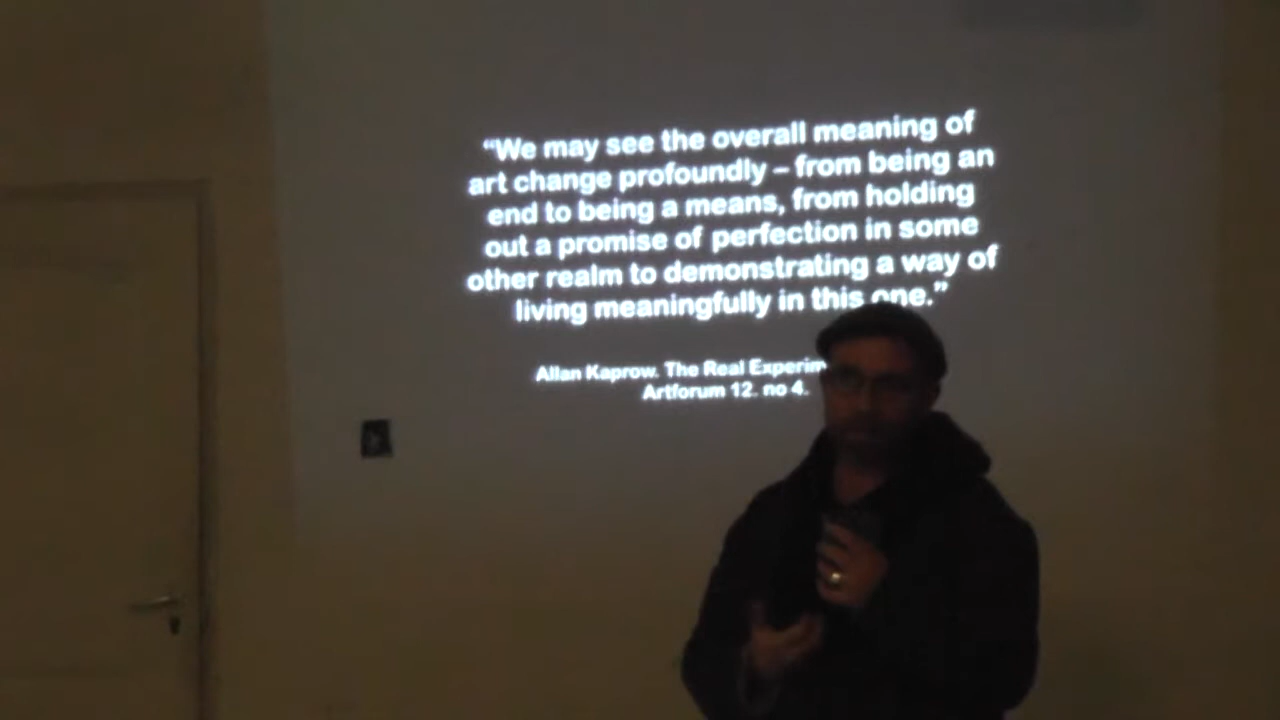 “We may see the overall meaning of
art change profoundly – from being an
end to being a means, from holding
out a promise of perfection in some
other realm to demonstrating a way of
living meaningfully in this one.”
Allan Kaprow. The Real Experim
Artforum 12. no 4.